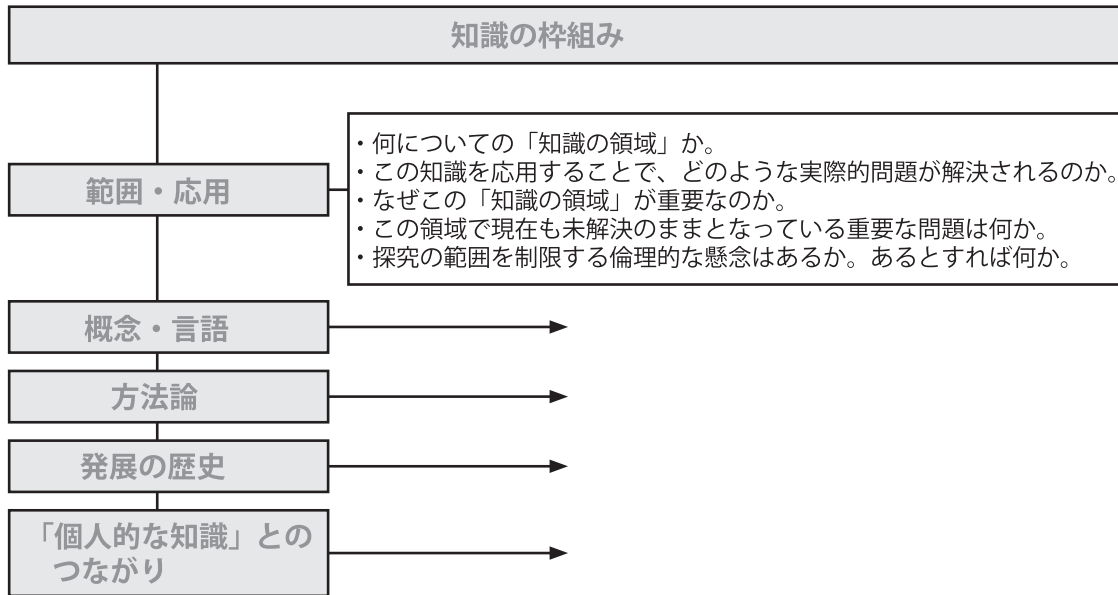 知識の枠組み
範囲・応用
・何についての「知識の領域」か。
・この知識を応用することで、どのような実際的問題が解決されるのか。
・なぜこの「知識の領域」が重要なのか。
・この領域で現在も未解決のままとなっている重要な問題は何か。
・探究の範囲を制限する倫理的な懸念はあるか。あるとすれば何か。
概念・言語
方法論
発展の歴史
「個人的な知識」との
つながり